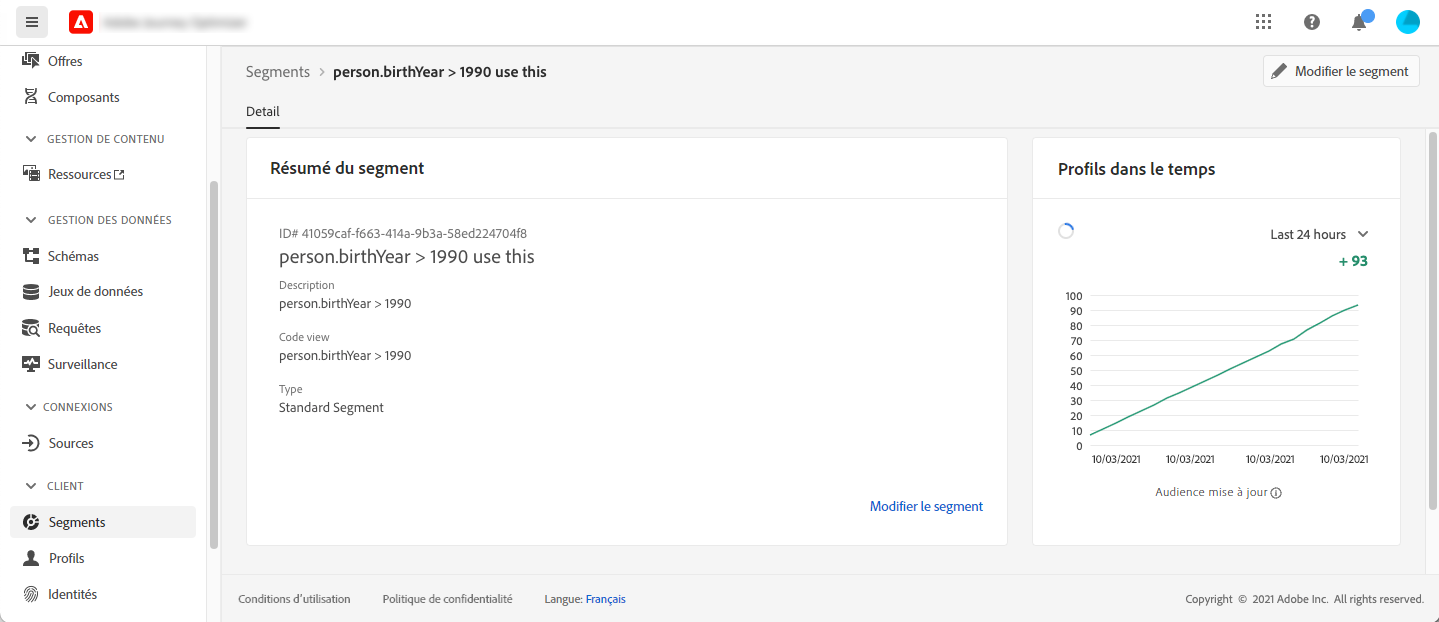 Offres
Composants
GESTION DE CONTENU
Ressources
GESTION DES DONNÉES
Schémas
Jeux de données
Requêtes
Surveillance
CONNEXIONS
Sources
CLIENT
Segments
Profils
Identités
Segments > person.birthYear > 1990 use this
Modifier le segment
Detail
Résumé du segment
ID# 41059caf-f663-414a-9b3a-58ed224704f8
person.birthYear > 1990 use this
Description
person.birthYear > 1990
Code view
person.birthYear > 1990
Type
Standard Segment
Modifier le segment
Profils dans le temps
Last 24 hours
+ 93
100
90
80
70
60
50
40
30
20
10
0
10/03/2021 10/03/2021 10/03/2021 10/03/2021
Audience mise à jour
Conditions d'utilisation Politique de confidentialité Langue: Français Copyright © 2021 Adobe Inc. All rights reserved.